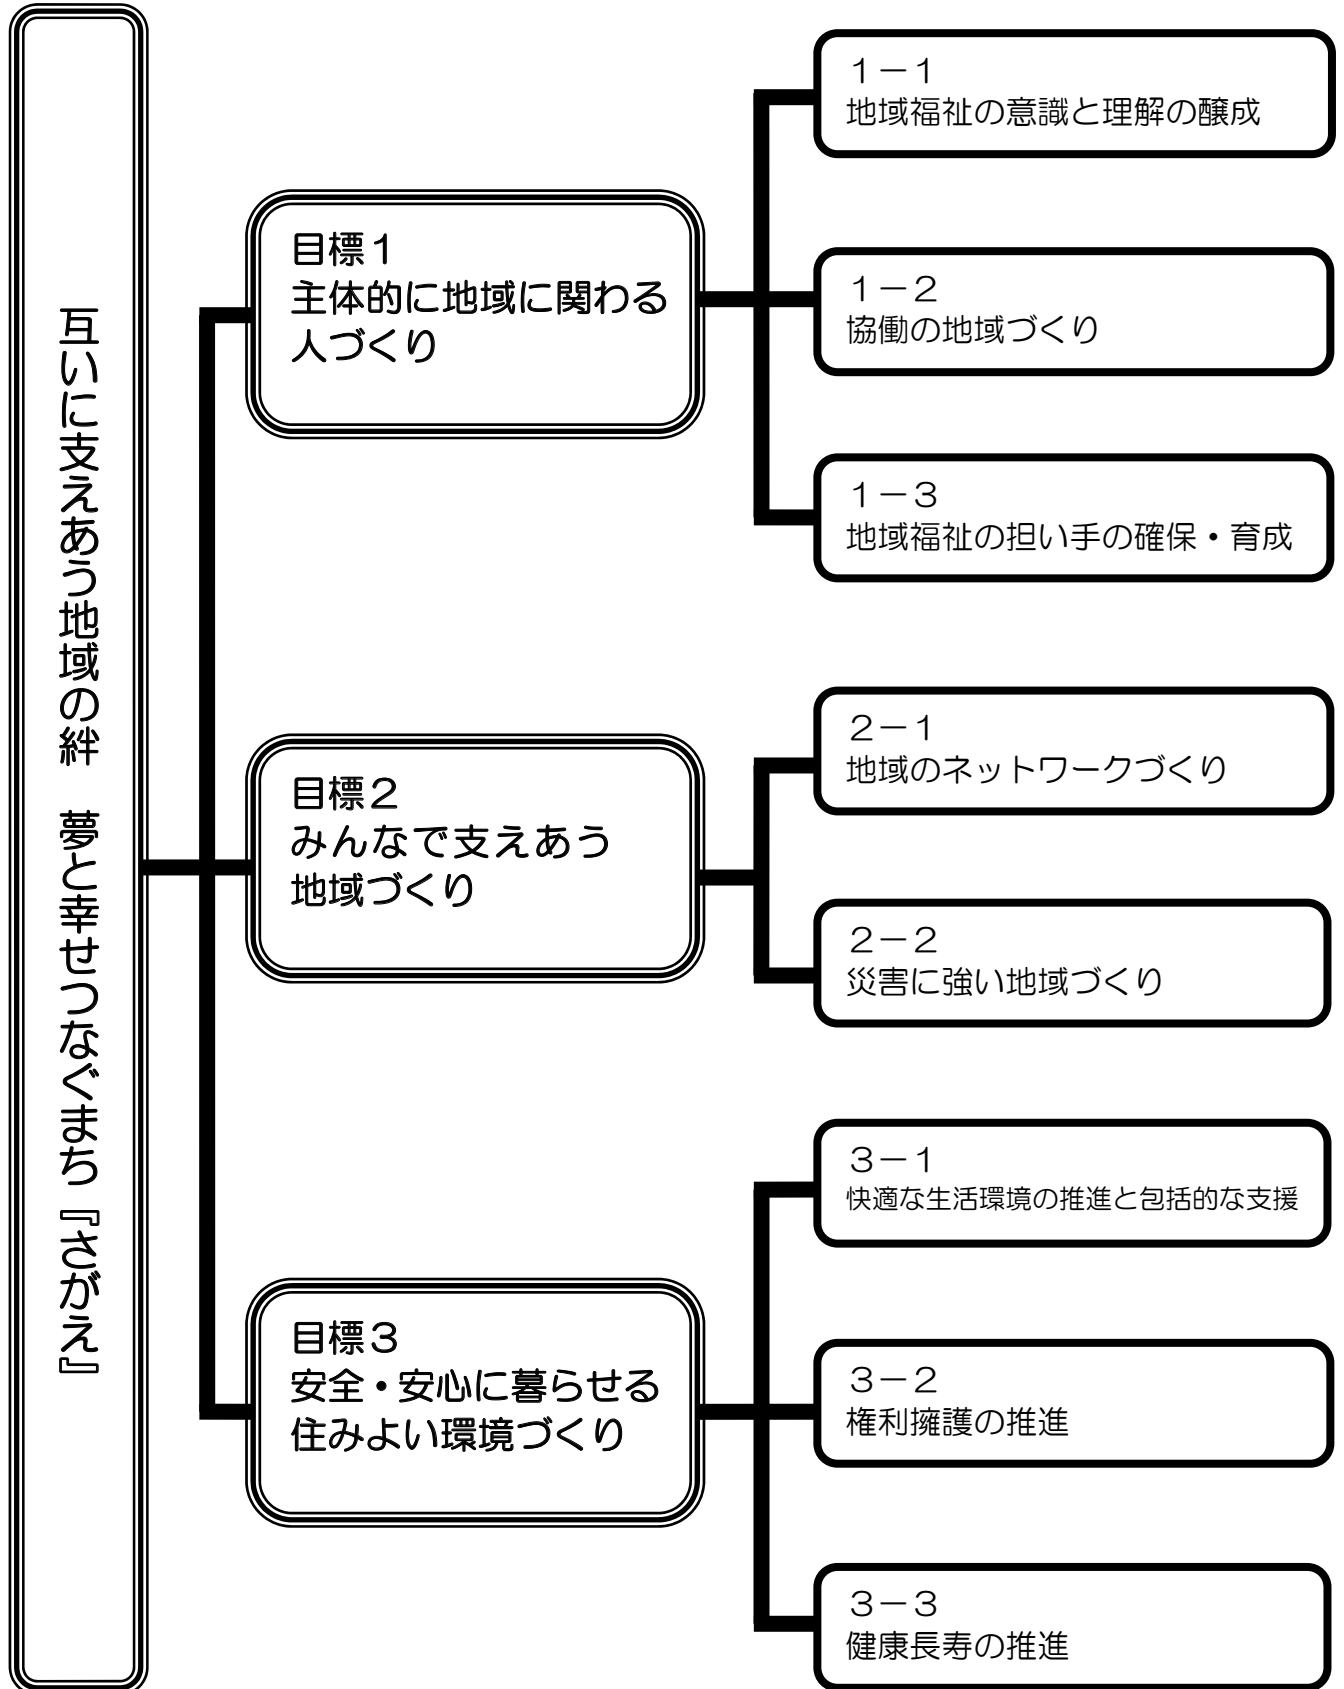 互いに支えあう地域の絆　夢と幸せつなぐまち『さがえ』
目標１
主体的に地域に関わる
人づくり
１－１
地域福祉の意識と理解の醸成
１－２
協働の地域づくり
１－３
地域福祉の担い手の確保・育成
目標２
みんなで支えあう
地域づくり
２－１
地域のネットワークづくり
２－２
災害に強い地域づくり
目標３
安全・安心に暮らせる
住みよい環境づくり
３－１
快適な生活環境の推進と包括的な支援
３－２
権利擁護の推進
３－３
健康長寿の推進